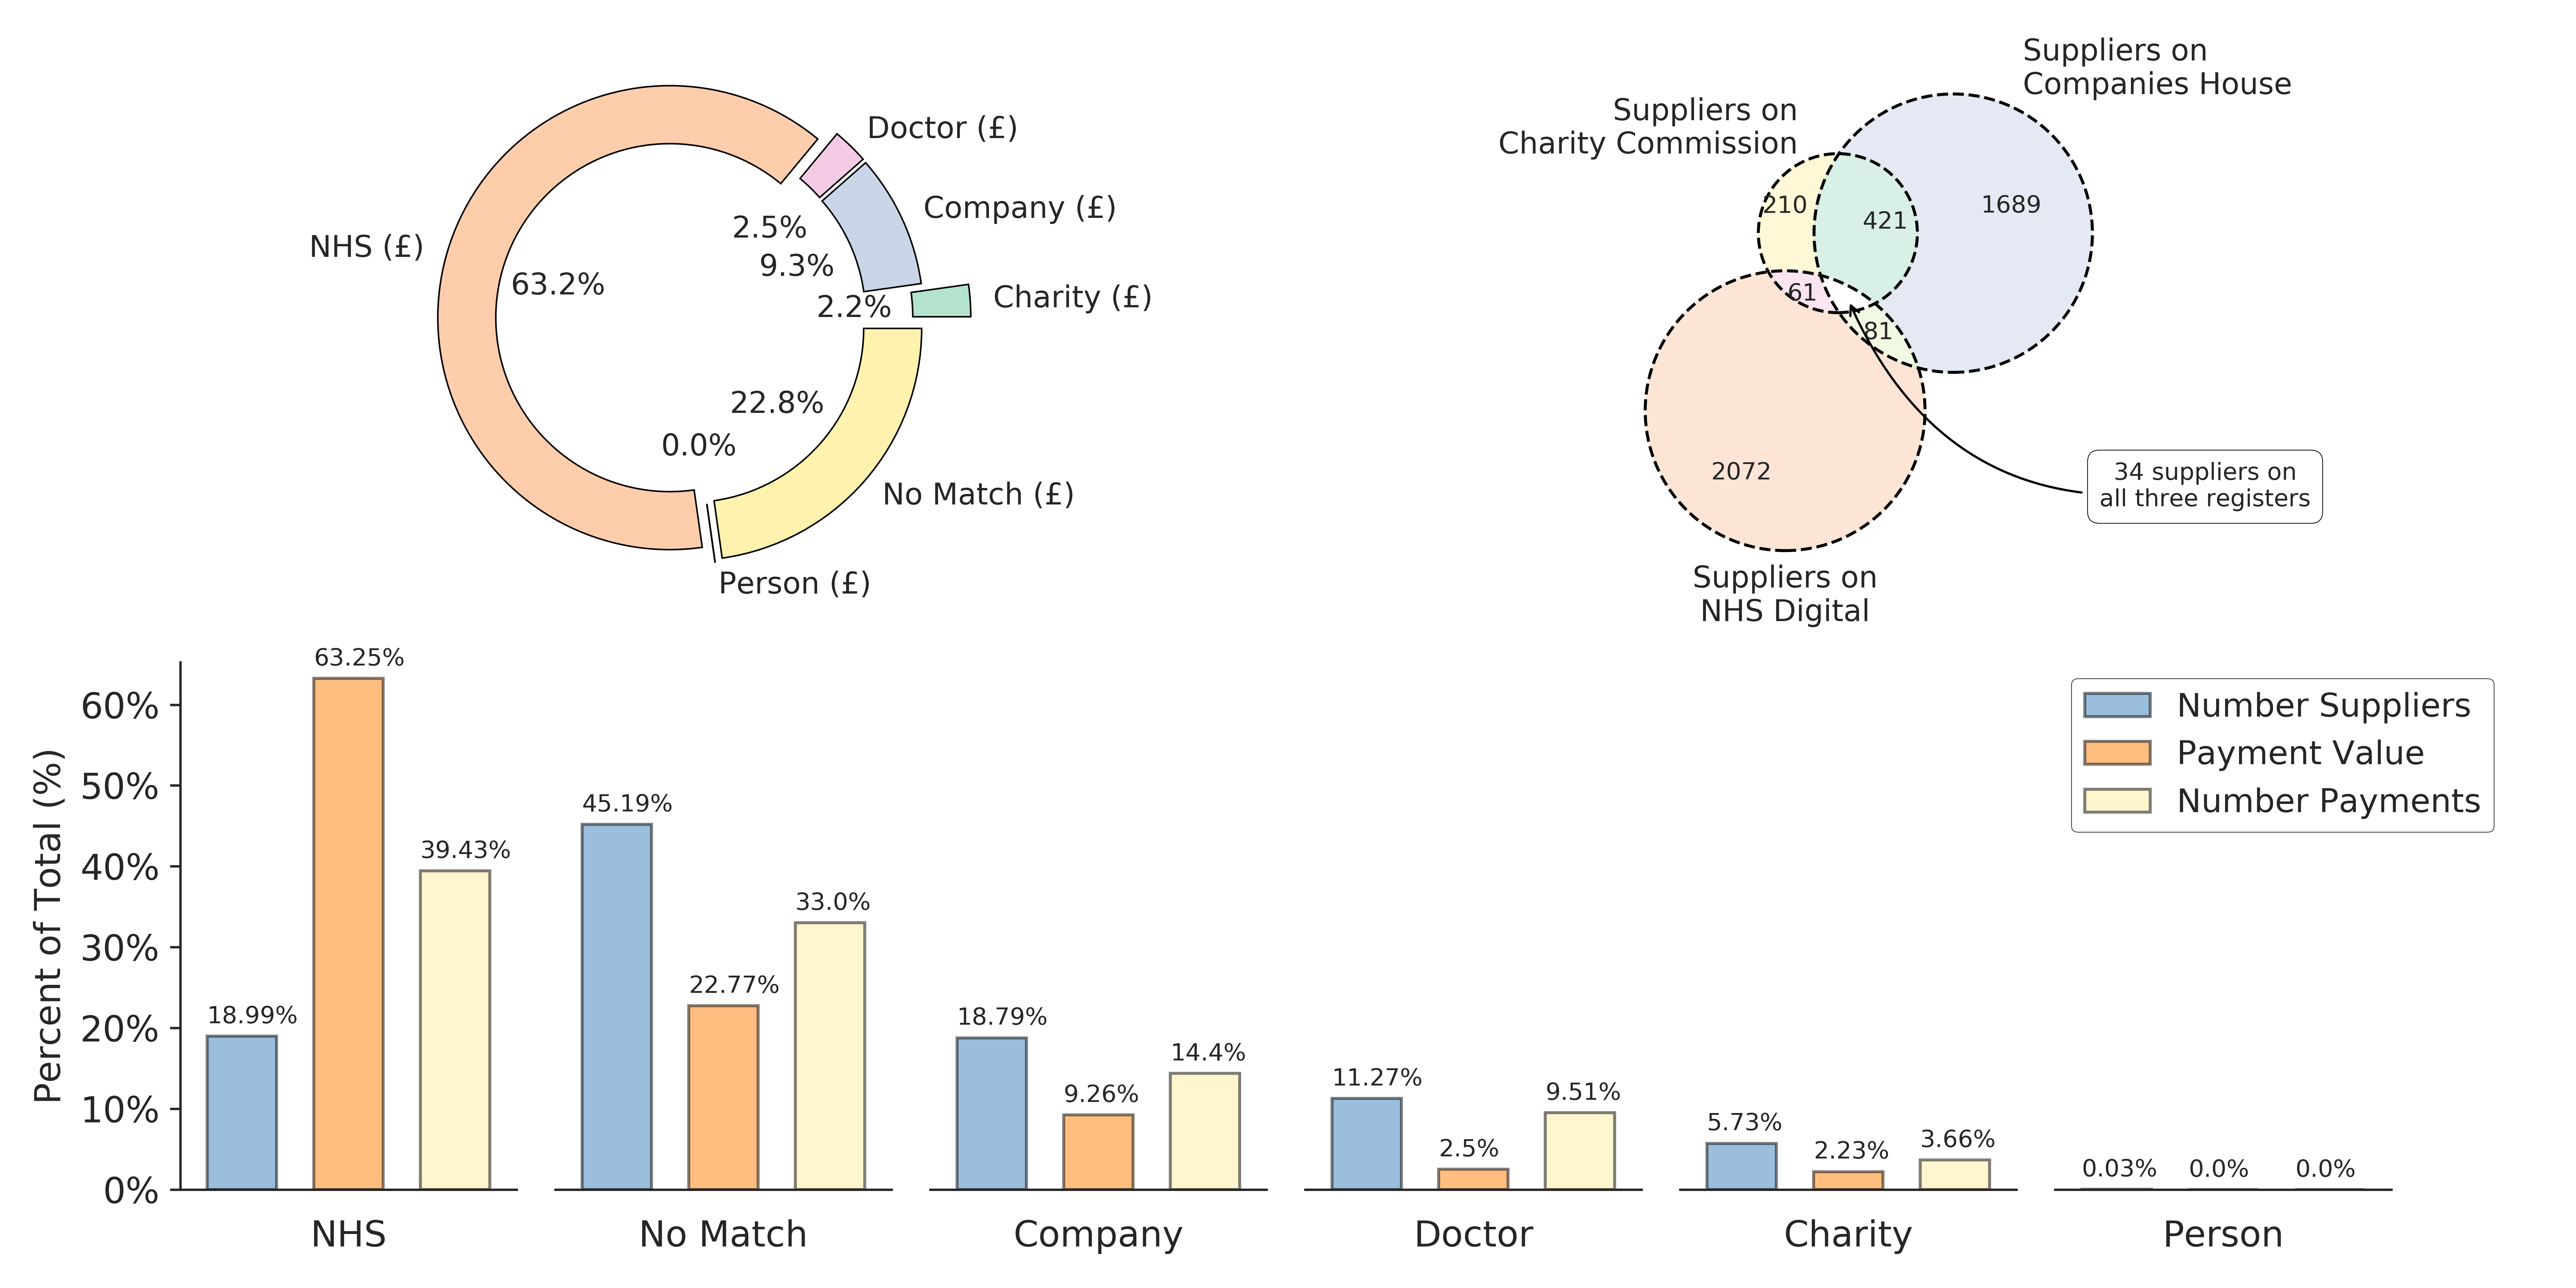 Doctor (£)
Company (£)
Charity (£)
NHS (£)
No Match (£)
Person (£)
2.5%
9.3%
2.2%
63.2%
22.8%
0.0%
Suppliers on
Companies House
Suppliers on
Charity Commission
210
421
1689
61
81
2072
34 suppliers on
all three registers
Suppliers on
NHS Digital
Percent of Total (%)
60%
50%
40%
30%
20%
10%
0%
18.99%
63.25%
39.43%
45.19%
22.77%
33.0%
18.79%
9.26%
14.4%
11.27%
2.5%
9.51%
5.73%
2.23%
3.66%
0.03%
0.0%
0.0%
NHS
No Match
Company
Doctor
Charity
Person
Number Suppliers
Payment Value
Number Payments